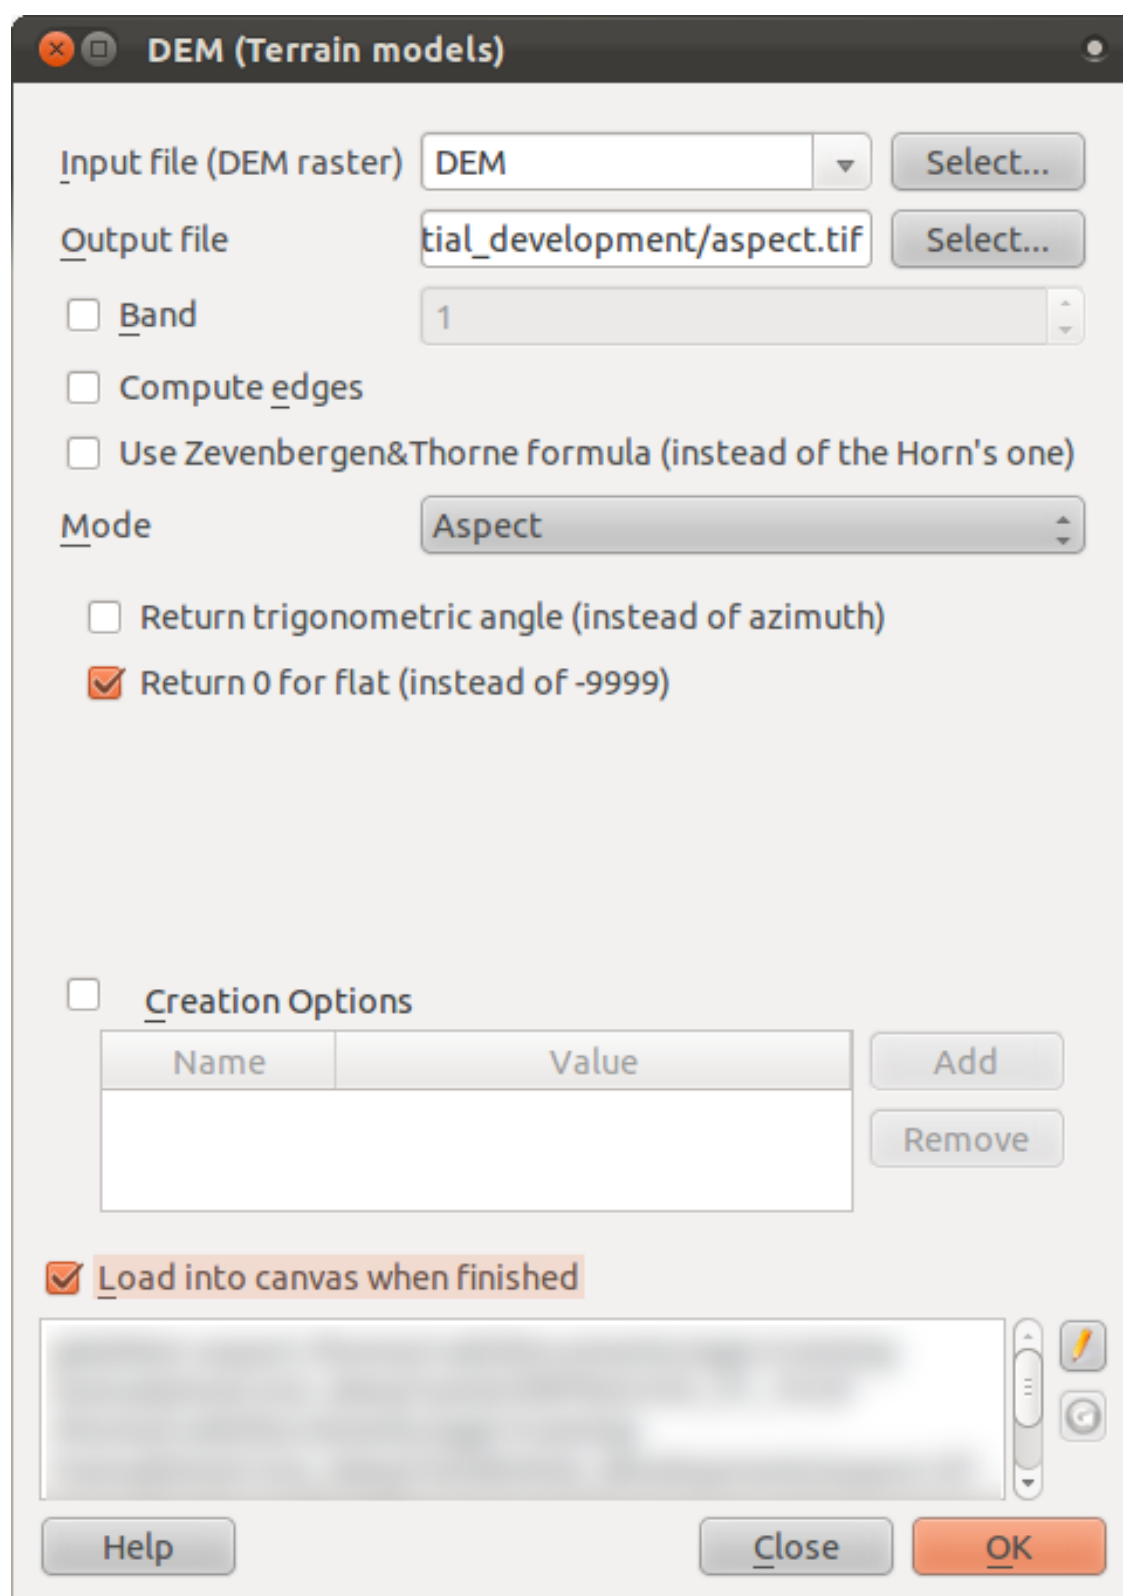 DEM (Terrain models)
Input file (DEM raster) DEM Select...
Output file tial_development/aspect.tif Select...
Band 1
Compute edges
Use Zevenbergen&Thorne formula (instead of the Horn's one)
Mode Aspect
Return trigonometric angle (instead of azimuth)
Return 0 for flat (instead of -9999)
Creation Options
Name Value Add
Remove
Load into canvas when finished
Help Close OK